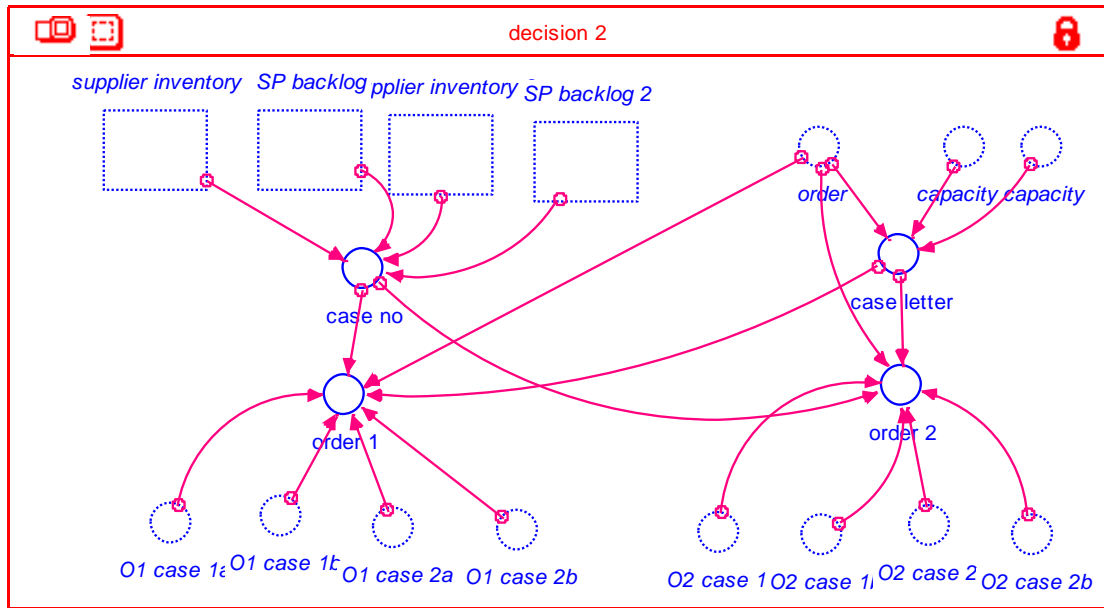 decision 2
supplier inventory
SP backlog
pplier inventory
SP backlog 2
order
capacity
capacity
case no
case letter
order 1
order 2
O1 case 1a
O1 case 1b
O1 case 2a
O1 case 2b
O2 case 1
O2 case 1
O2 case 2
O2 case 2b